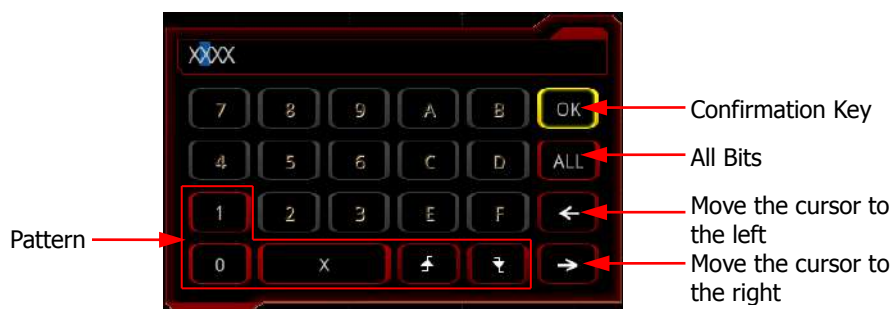 XXXX
7 8 9 A B OK
Confirmation Key
4 5 6 C D ALL
All Bits
1 2 3 E F ←
Move the cursor to
the left
Pattern
0 X →
Move the cursor to
the right